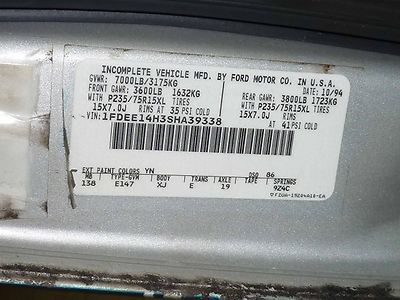 INCOMPLETE VEHICLE MFD. BY FORD MOTOR CO. IN U.S.A.
GVWR: 7000LB/3175KG DATE: 10/94
FRONT GAWR: 3600LB 1632KG REAR GAWR: 3800LB 1723KG
WITH P235/75R15XL TIRES WITH P235/75R15XL TIRES
15X7.0J RIMS AT 35 PSI COLD 15X7.0J RIMS
AT 41 PSI COLD
VIN: 1FDEE14H3SHA39338
EXT PAINT COLORS YN DSO 86
WB TYPE-GVM BODY TRANS AXLE TAPE SPRINGS
138 E147 XJ E 19 9Z4C